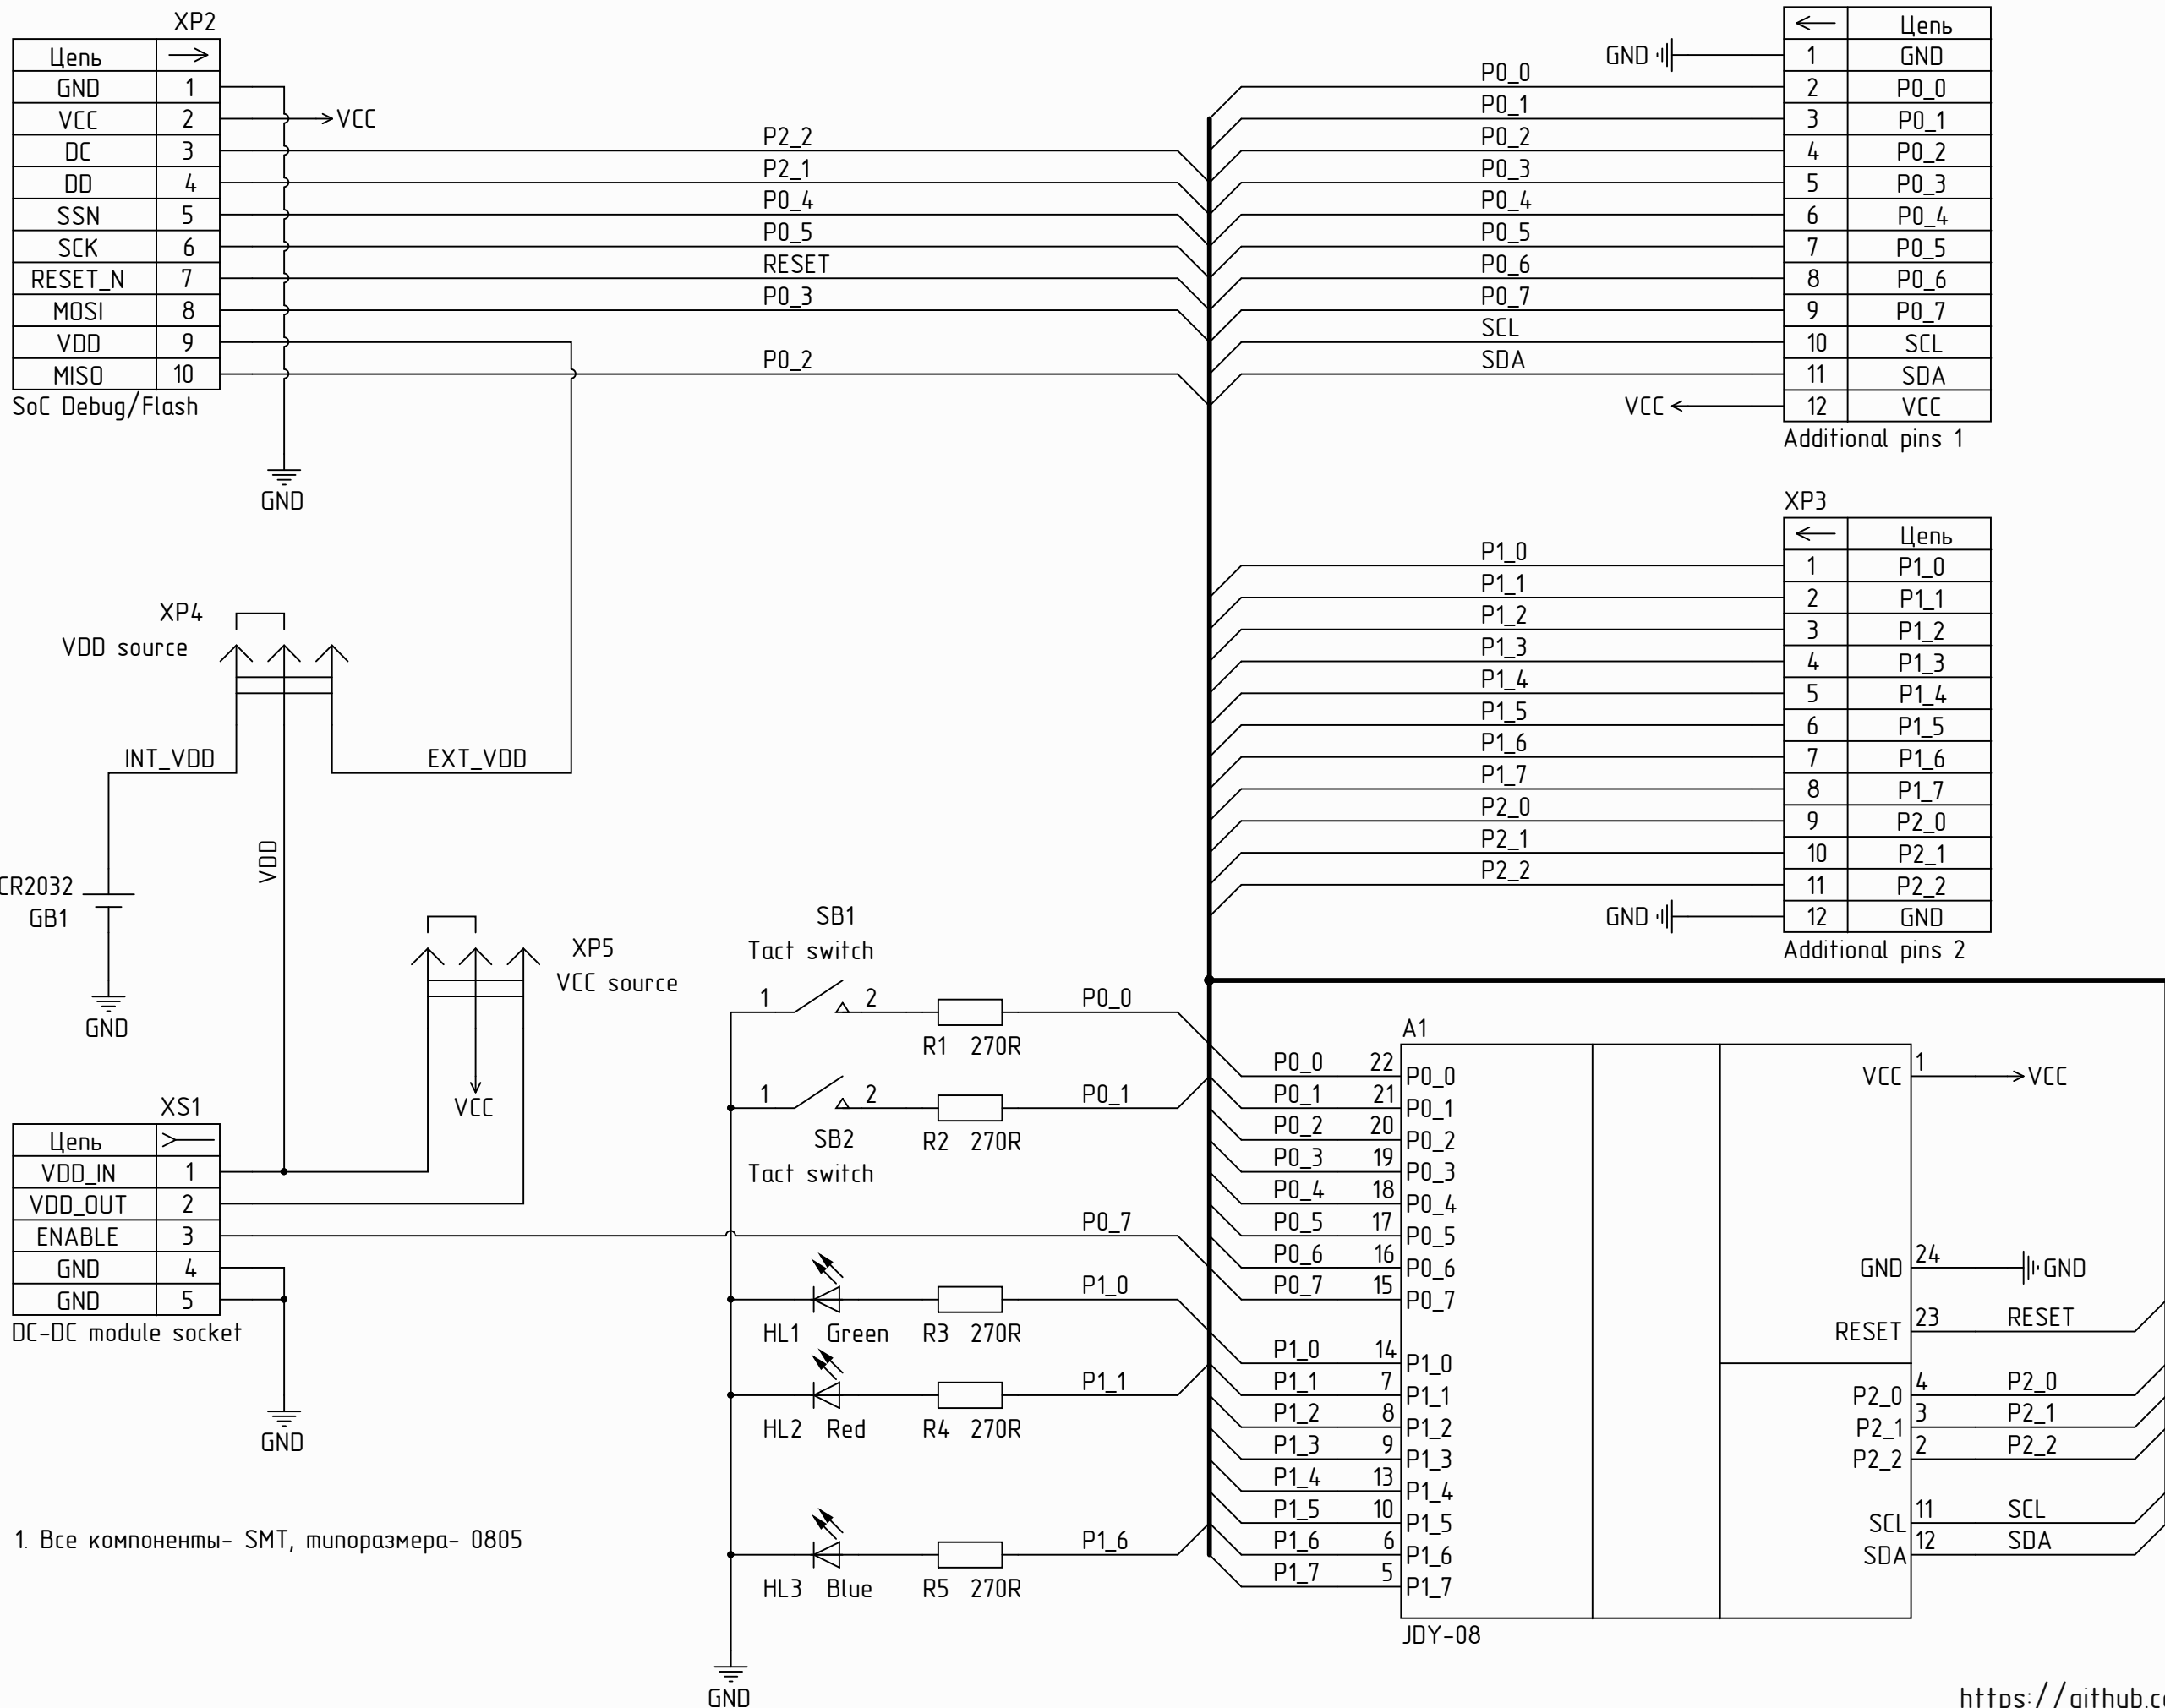 XP2
Цепь
GND 1
VCC 2
DC 3
DD 4
SSN 5
SCK 6
RESET_N 7
MOSI 8
VDD 9
MISO 10
SoC Debug/Flash
VCC
P2_2
P2_1
P0_4
P0_5
RESET
P0_3
P0_2
GND
Цепь
1 GND
2 P0_0
3 P0_1
4 P0_2
5 P0_3
6 P0_4
7 P0_5
8 P0_6
9 P0_7
10 SCL
11 SDA
12 VCC
Additional pins 1
GND
P0_0
P0_1
P0_2
P0_3
P0_4
P0_5
P0_6
P0_7
SCL
SDA
VCC
XP3
Цепь
1 P1_0
2 P1_1
3 P1_2
4 P1_3
5 P1_4
6 P1_5
7 P1_6
8 P1_7
9 P2_0
10 P2_1
11 P2_2
12 GND
Additional pins 2
P1_0
P1_1
P1_2
P1_3
P1_4
P1_5
P1_6
P1_7
P2_0
P2_1
P2_2
GND
XP4
VDD source
INT_VDD
EXT_VDD
VDD
CR2032
GB1
GND
XP5
VCC source
VCC
XS1
Цепь
VDD_IN 1
VDD_OUT 2
ENABLE 3
GND 4
GND 5
DC-DC module socket
GND
SB1
Tact switch
1 2
R1 270R
P0_0
1 2
SB2
Tact switch
R2 270R
P0_1
P0_7
HL1 Green R3 270R
P1_0
HL2 Red R4 270R
P1_1
HL3 Blue R5 270R
P1_6
GND
A1
P0_0 22 P0_0
P0_1 21 P0_1
P0_2 20 P0_2
P0_3 19 P0_3
P0_4 18 P0_4
P0_5 17 P0_5
P0_6 16 P0_6
P0_7 15 P0_7
P1_0 14 P1_0
P1_1 7 P1_1
P1_2 8 P1_2
P1_3 9 P1_3
P1_4 13 P1_4
P1_5 10 P1_5
P1_6 6 P1_6
P1_7 5 P1_7
VCC 1 VCC
GND 24 GND
RESET 23 RESET
P2_0 4 P2_0
P2_1 3 P2_1
P2_2 2 P2_2
SCL 11 SCL
SDA 12 SDA
JDY-08
1. Все компоненты- SMT, типоразмера- 0805